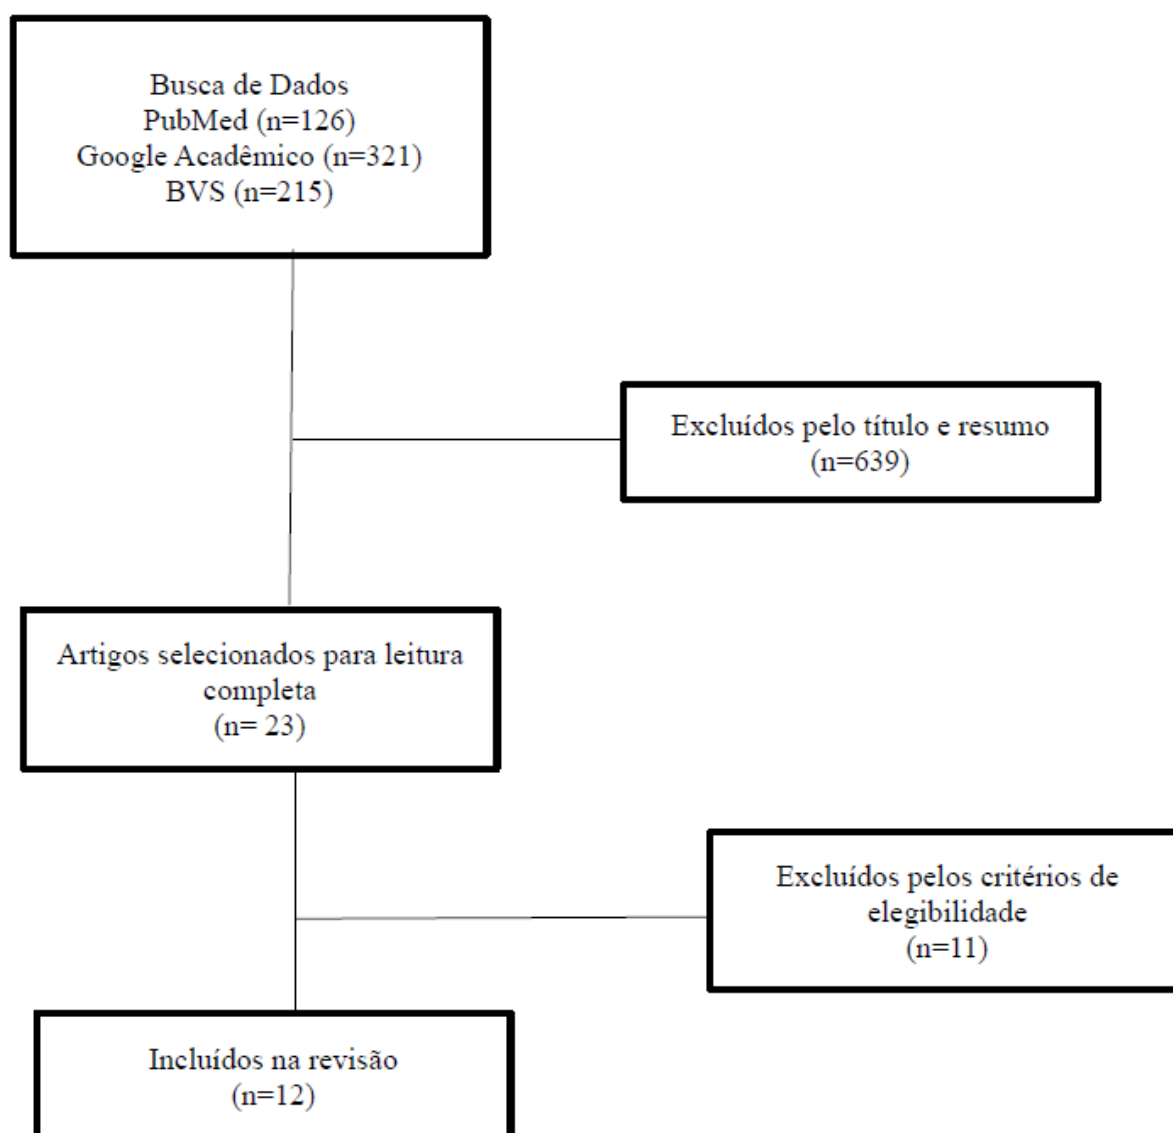 Busca de Dados
PubMed (n=126)
Google Acadêmico (n=321)
BVS (n=215)
Excluídos pelo título e resumo
(n=639)
Artigos selecionados para leitura
completa
(n= 23)
Excluídos pelos critérios de
elegibilidade
(n=11)
Incluídos na revisão
(n=12)